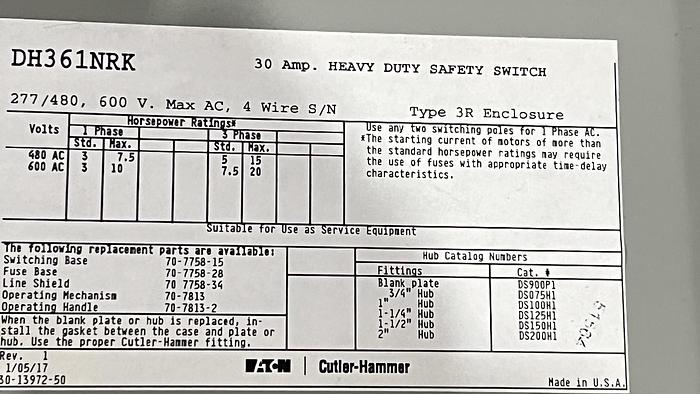 DH361NRK
30 Amp. HEAVY DUTY SAFETY SWITCH
277/480, 600 V. Max AC, 4 Wire S/N
Type 3R Enclosure
Horsepower Ratings*
Volts 1 Phase 3 Phase
Std. Max. Std. Max.
480 AC 3 7.5 5 15
600 AC 3 10 7.5 20
Use any two switching poles for 1 Phase AC.
*The starting current of motors of more than
the standard horsepower ratings may require
the use of fuses with appropriate time-delay
characteristics.
Suitable for Use as Service Equipment
The following replacement parts are available:
Switching Base 70-7758-15
Fuse Base 70-7758-28
Line Shield 70 7758-34
Operating Mechanism 70-7813
Operating Handle 70-7813-2
When the blank plate or hub is replaced, in-
stall the gasket between the case and plate or
hub. Use the proper Cutler-Hammer fitting.
Hub Catalog Numbers
Fittings Cat. #
Blank plate DS900P1
3/4" Hub DS075H1
1" Hub DS100H1
1-1/4" Hub DS125H1
1-1/2" Hub DS150H1
2" Hub DS200H1
Rev. 1
1/05/17
30-13972-50
EATON | Cutler-Hammer
Made in U.S.A.